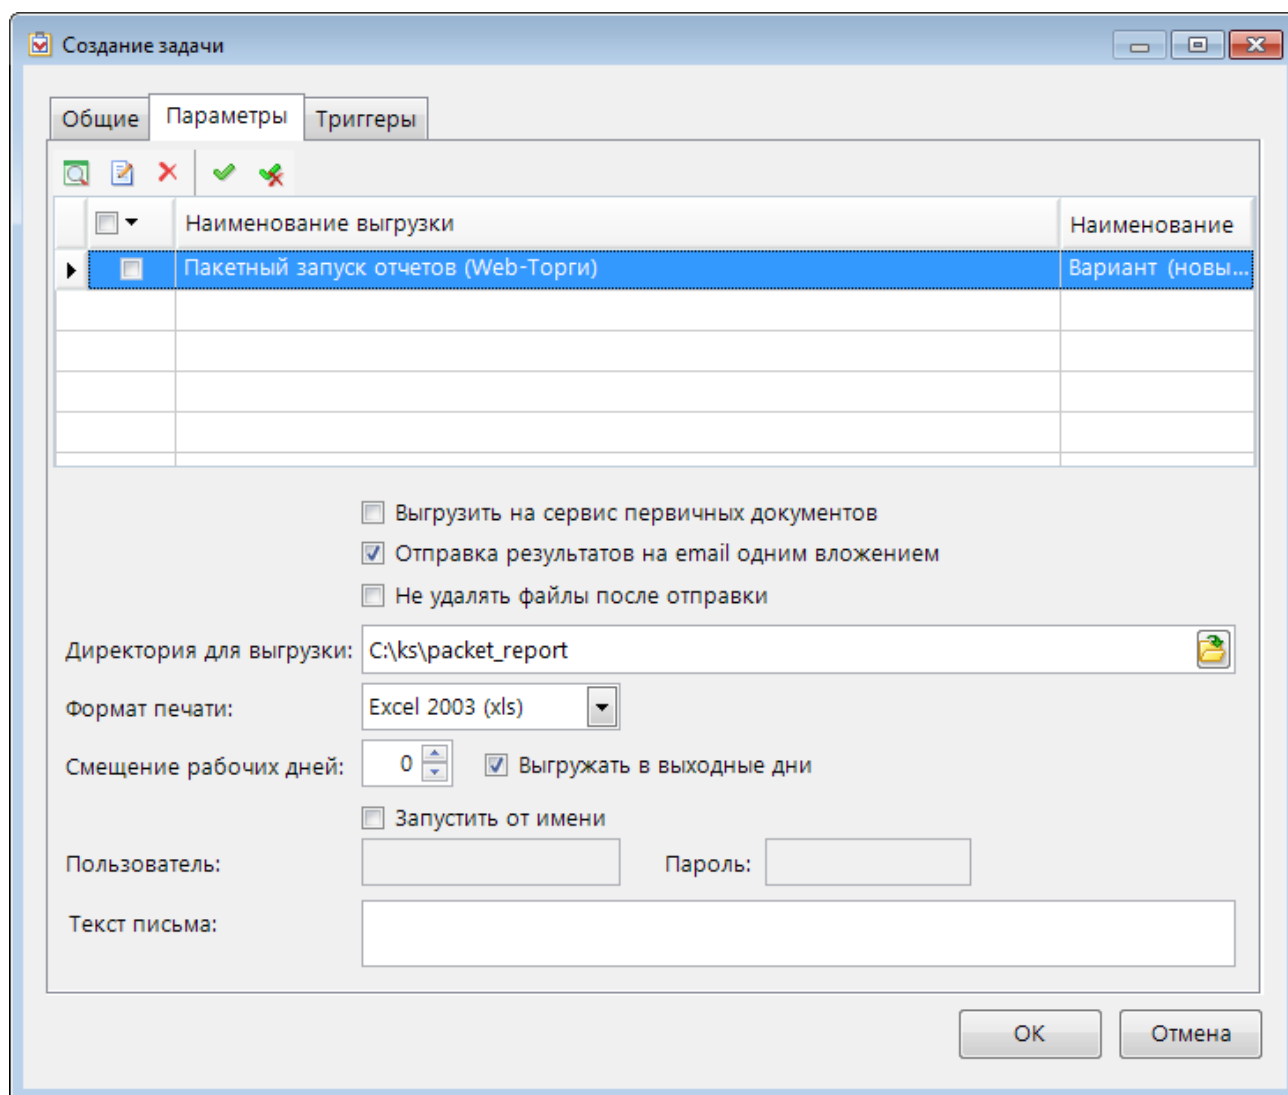 Создание задачи
Общие Параметры Триггеры
Наименование выгрузки Наименование
Пакетный запуск отчетов (Web-Торги) Вариант (новы...
Выгрузить на сервис первичных документов
Отправка результатов на email одним вложением
Не удалять файлы после отправки
Директория для выгрузки: C:\ks\packet_report
Формат печати: Excel 2003 (xls)
Смещение рабочих дней: 0 Выгружать в выходные дни
Запустить от имени
Пользователь: Пароль:
Текст письма:
ОК Отмена